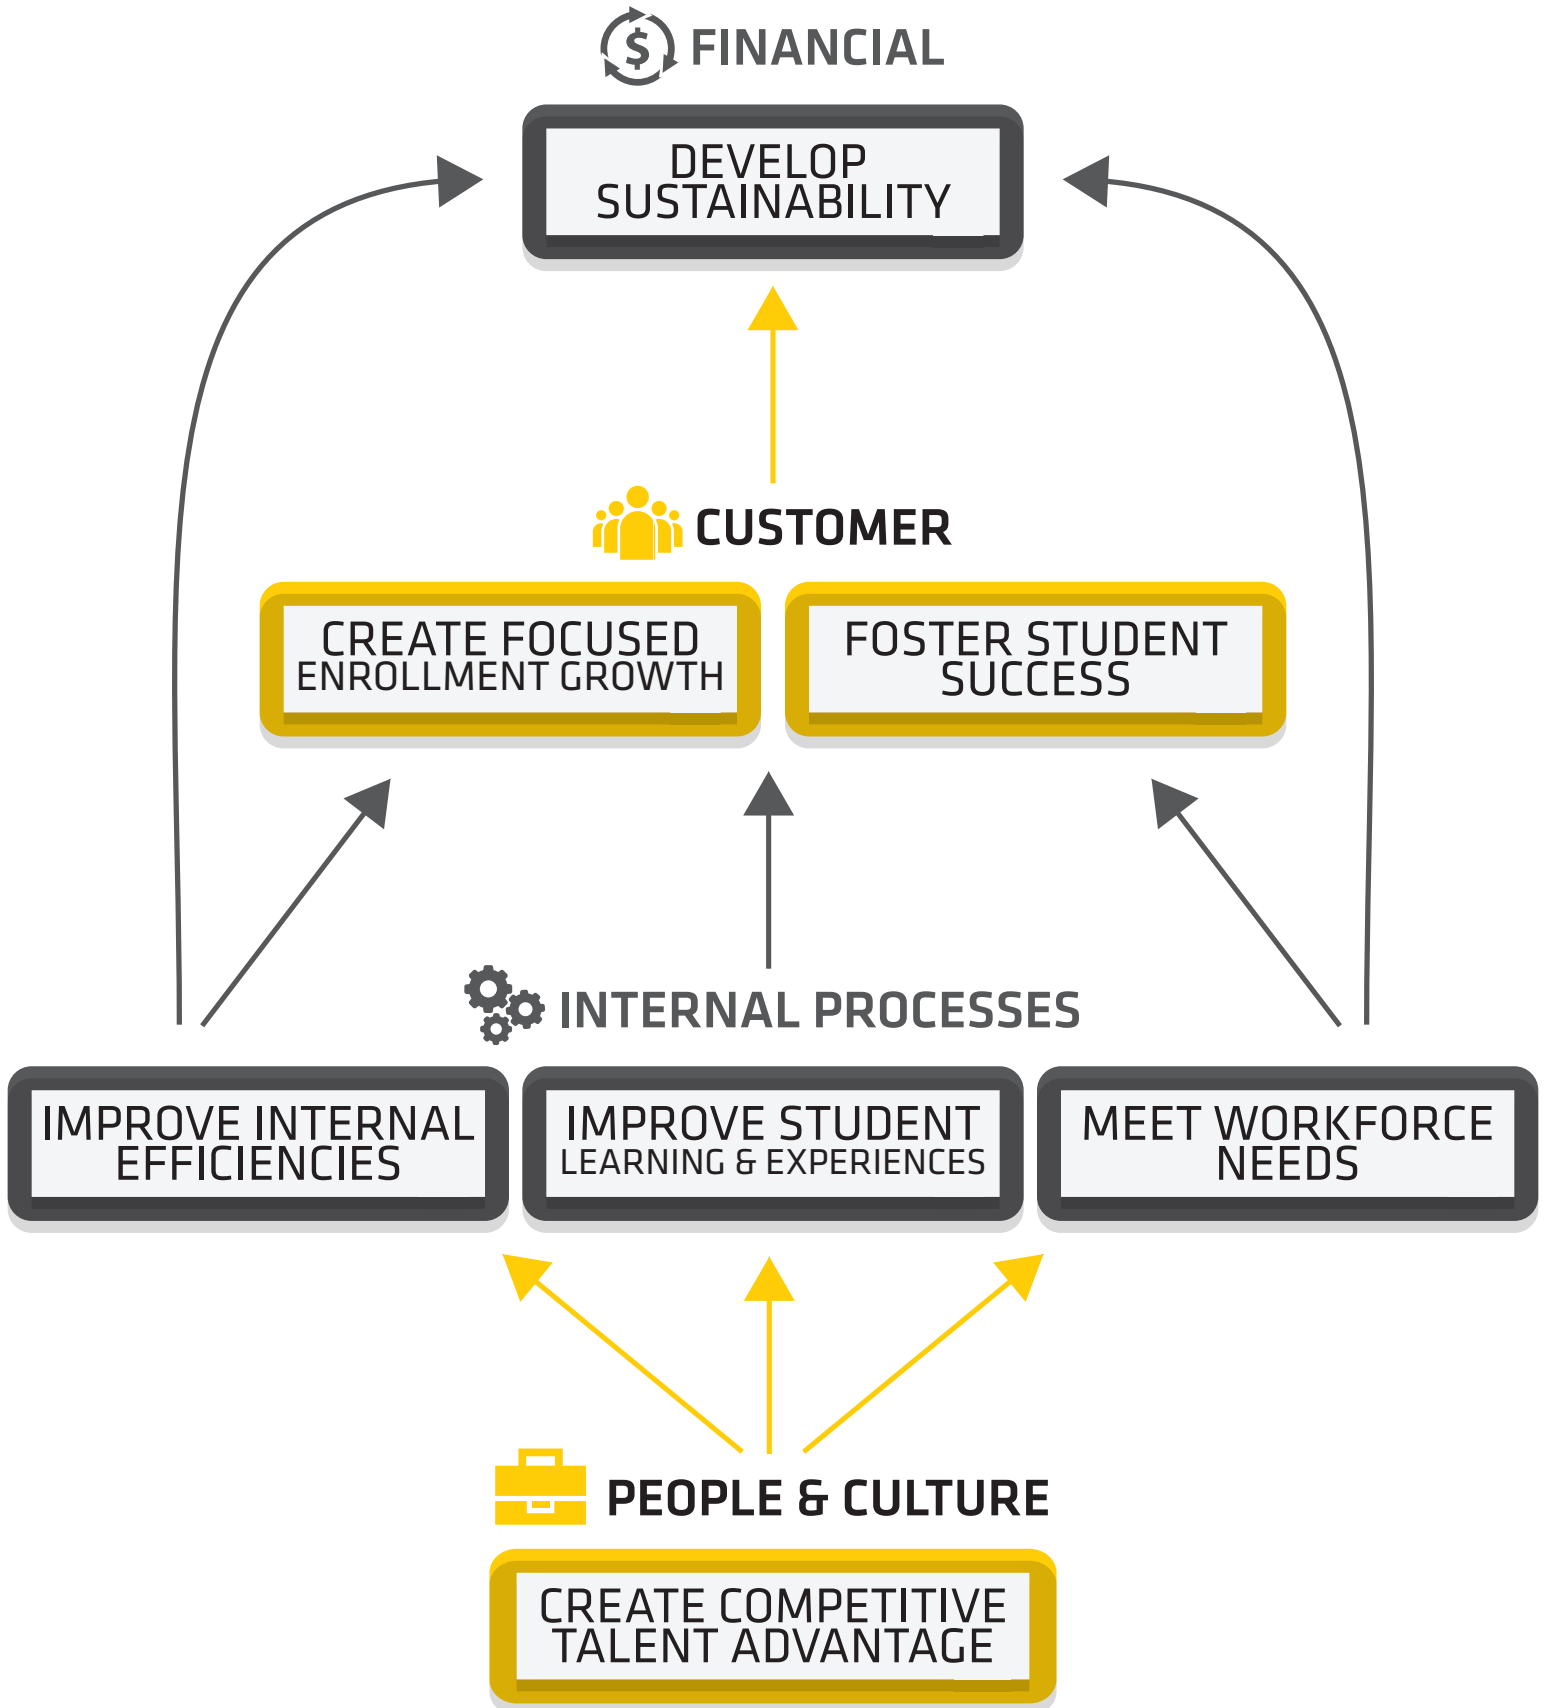 $ FINANCIAL
DEVELOP
SUSTAINABILITY
CUSTOMER
CREATE FOCUSED
ENROLLMENT GROWTH
FOSTER STUDENT
SUCCESS
INTERNAL PROCESSES
IMPROVE INTERNAL
EFFICIENCIES
IMPROVE STUDENT
LEARNING & EXPERIENCES
MEET WORKFORCE
NEEDS
PEOPLE & CULTURE
CREATE COMPETITIVE
TALENT ADVANTAGE